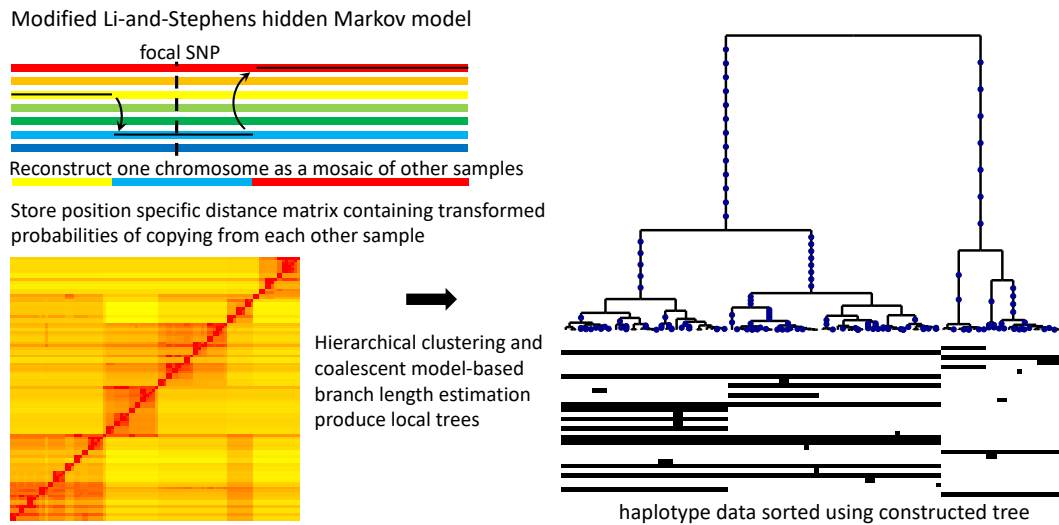 Modified Li-and-Stephens hidden Markov model
focal SNP
Reconstruct one chromosome as a mosaic of other samples
Store position specific distance matrix containing transformed
probabilities of copying from each other sample
Hierarchical clustering and
coalescent model-based
branch length estimation
produce local trees
haplotype data sorted using constructed tree